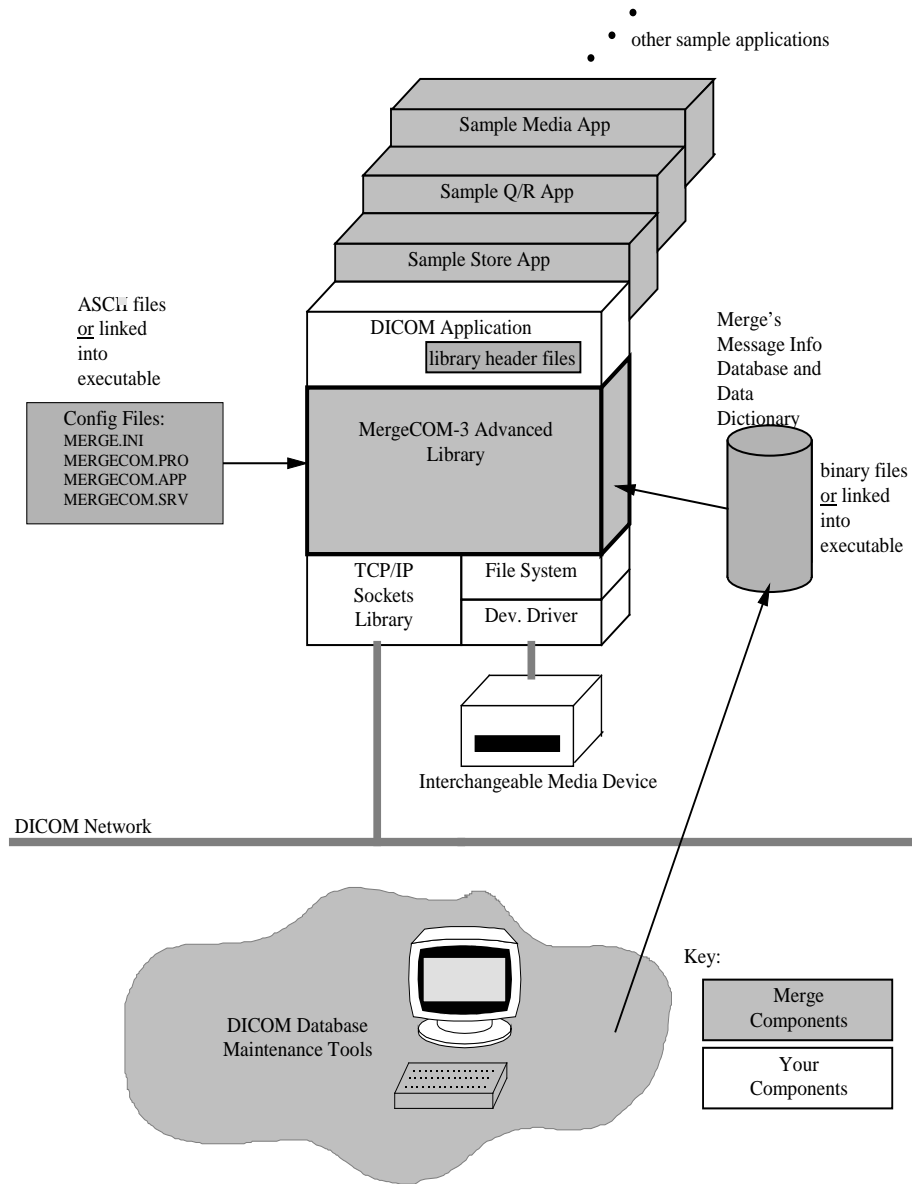 other sample applications
Sample Media App
Sample Q/R App
Sample Store App
ASCII files
or linked
into
executable
DICOM Application
library header files
Merge's
Message Info
Database and
Data
Dictionary
Config Files:
MERGE.INI
MERGECOM.PRO
MERGECOM.APP
MERGECOM.SRV
MergeCOM-3 Advanced
Library
binary files
or linked
into
executable
TCP/IP
Sockets
Library
File System
Dev. Driver
Interchangeable Media Device
DICOM Network
Key:
Merge
Components
Your
Components
DICOM Database
Maintenance Tools